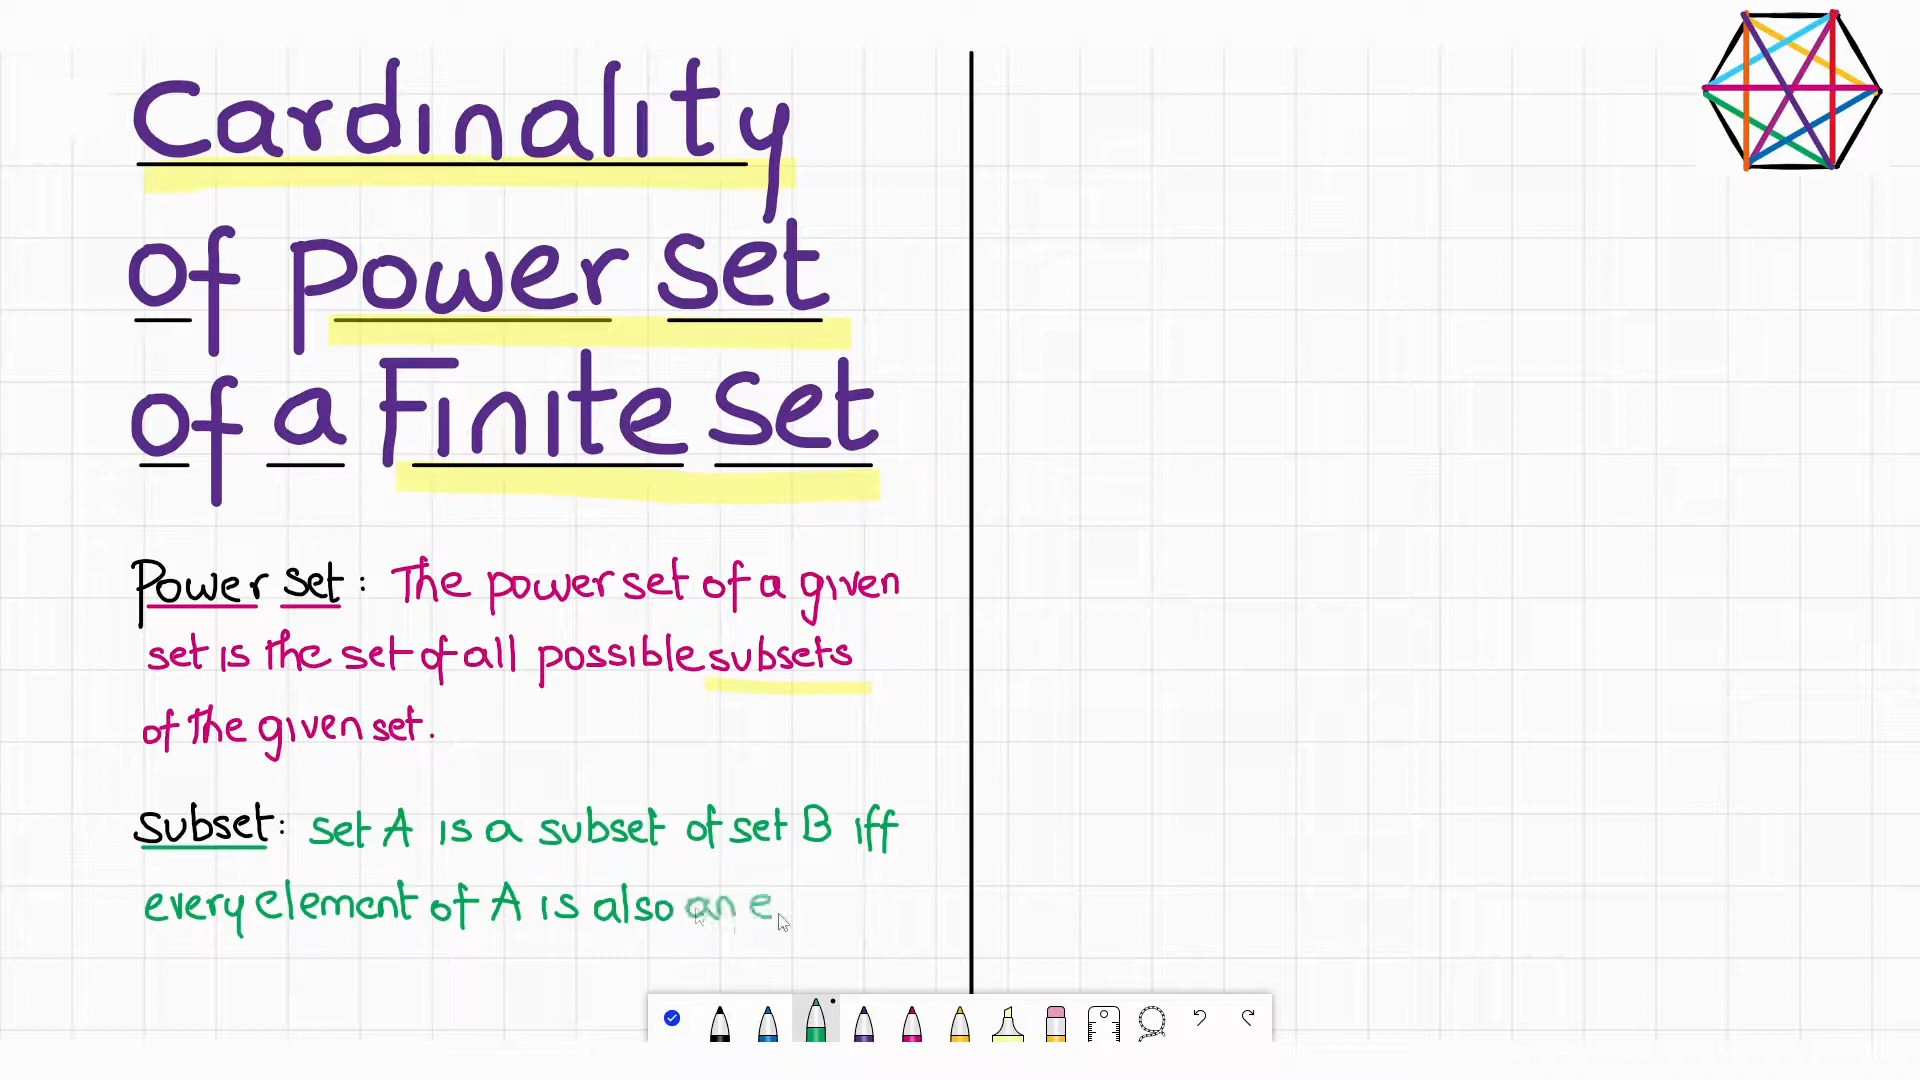 Cardinality
of power set
of a Finite set
Power set : The power set of a given
set is the set of all possible subsets
of the given set.
subset : set A is a subset of set B iff
every element of A is also an e